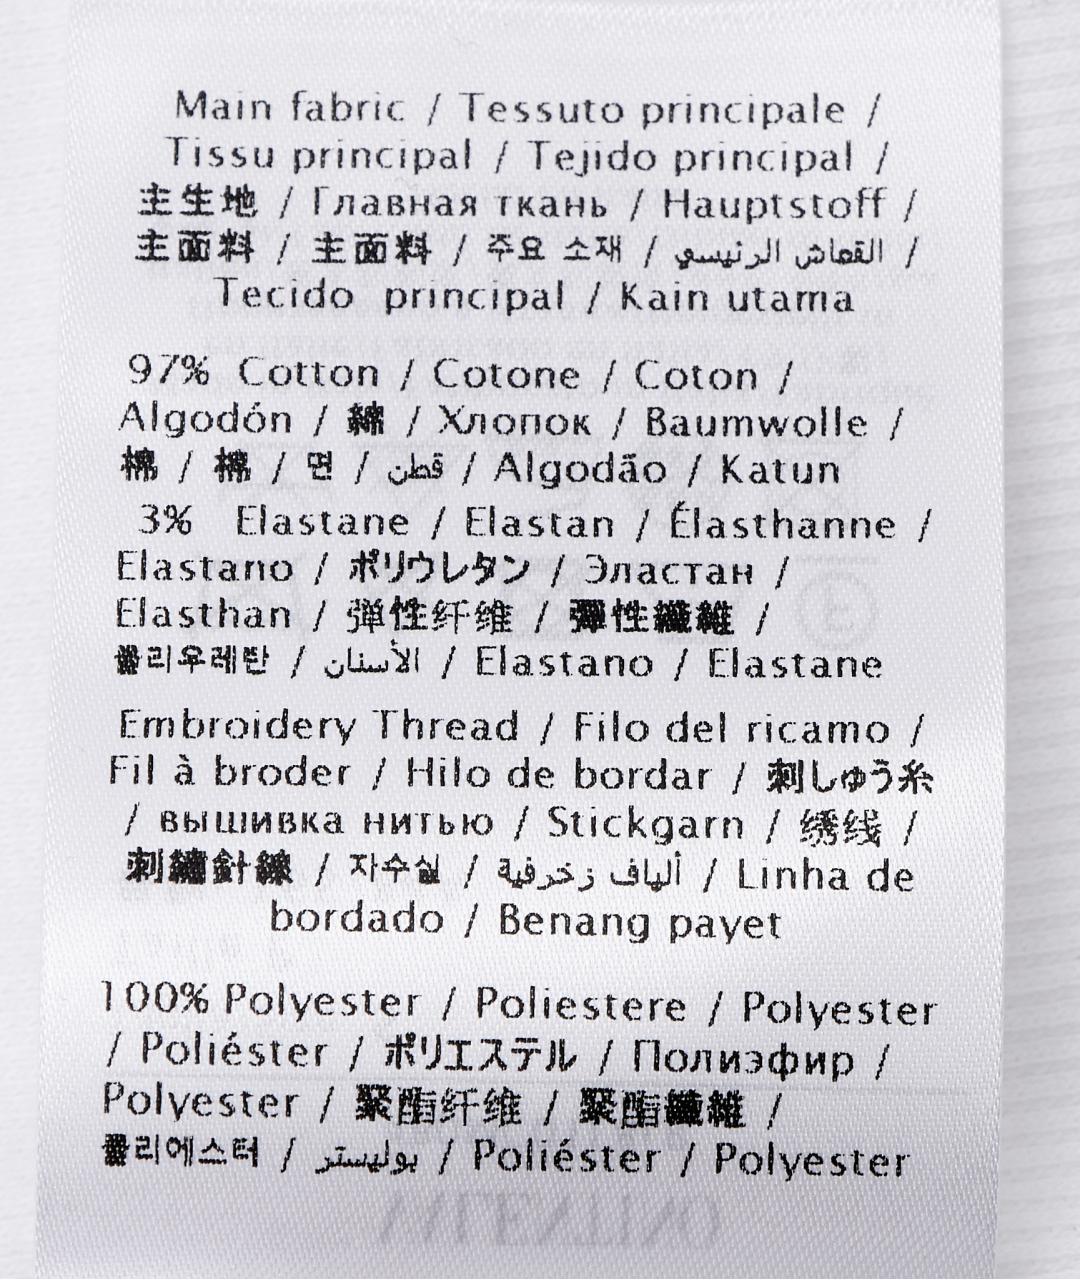 Main fabric / Tessuto principale /
Tissu principal / Tejido principal /
主生地 / Главная ткань / Hauptstoff /
主面料 / 主面料 / 주요 소재 / القماش الرئيسي /
Tecido principal / Kain utama
97% Cotton / Cotone / Coton /
Algodón / 綿 / Хлопок / Baumwolle /
棉 / 棉 / 면 / قطن / Algodão / Katun
3% Elastane / Elastan / Élasthanne /
Elastano / ポリウレタン / Эластан /
Elasthan / 弹性纤维 / 彈性纖維 /
폴리우레탄 / الأسنان / Elastano / Elastane
Embroidery Thread / Filo del ricamo /
Fil à broder / Hilo de bordar / 刺しゅう糸
/ вышивка нитью / Stickgarn / 绣线 /
刺繡針線 / 자수실 / ألياف زخرفية / Linha de
bordado / Benang payet
100% Polyester / Poliestere / Polyester
/ Poliéster / ポリエステル / Полиэфир /
Polyester / 聚酯纤维 / 聚酯纖維 /
폴리에스터 / بوليستر / Poliéster / Polyester
VALENTINO